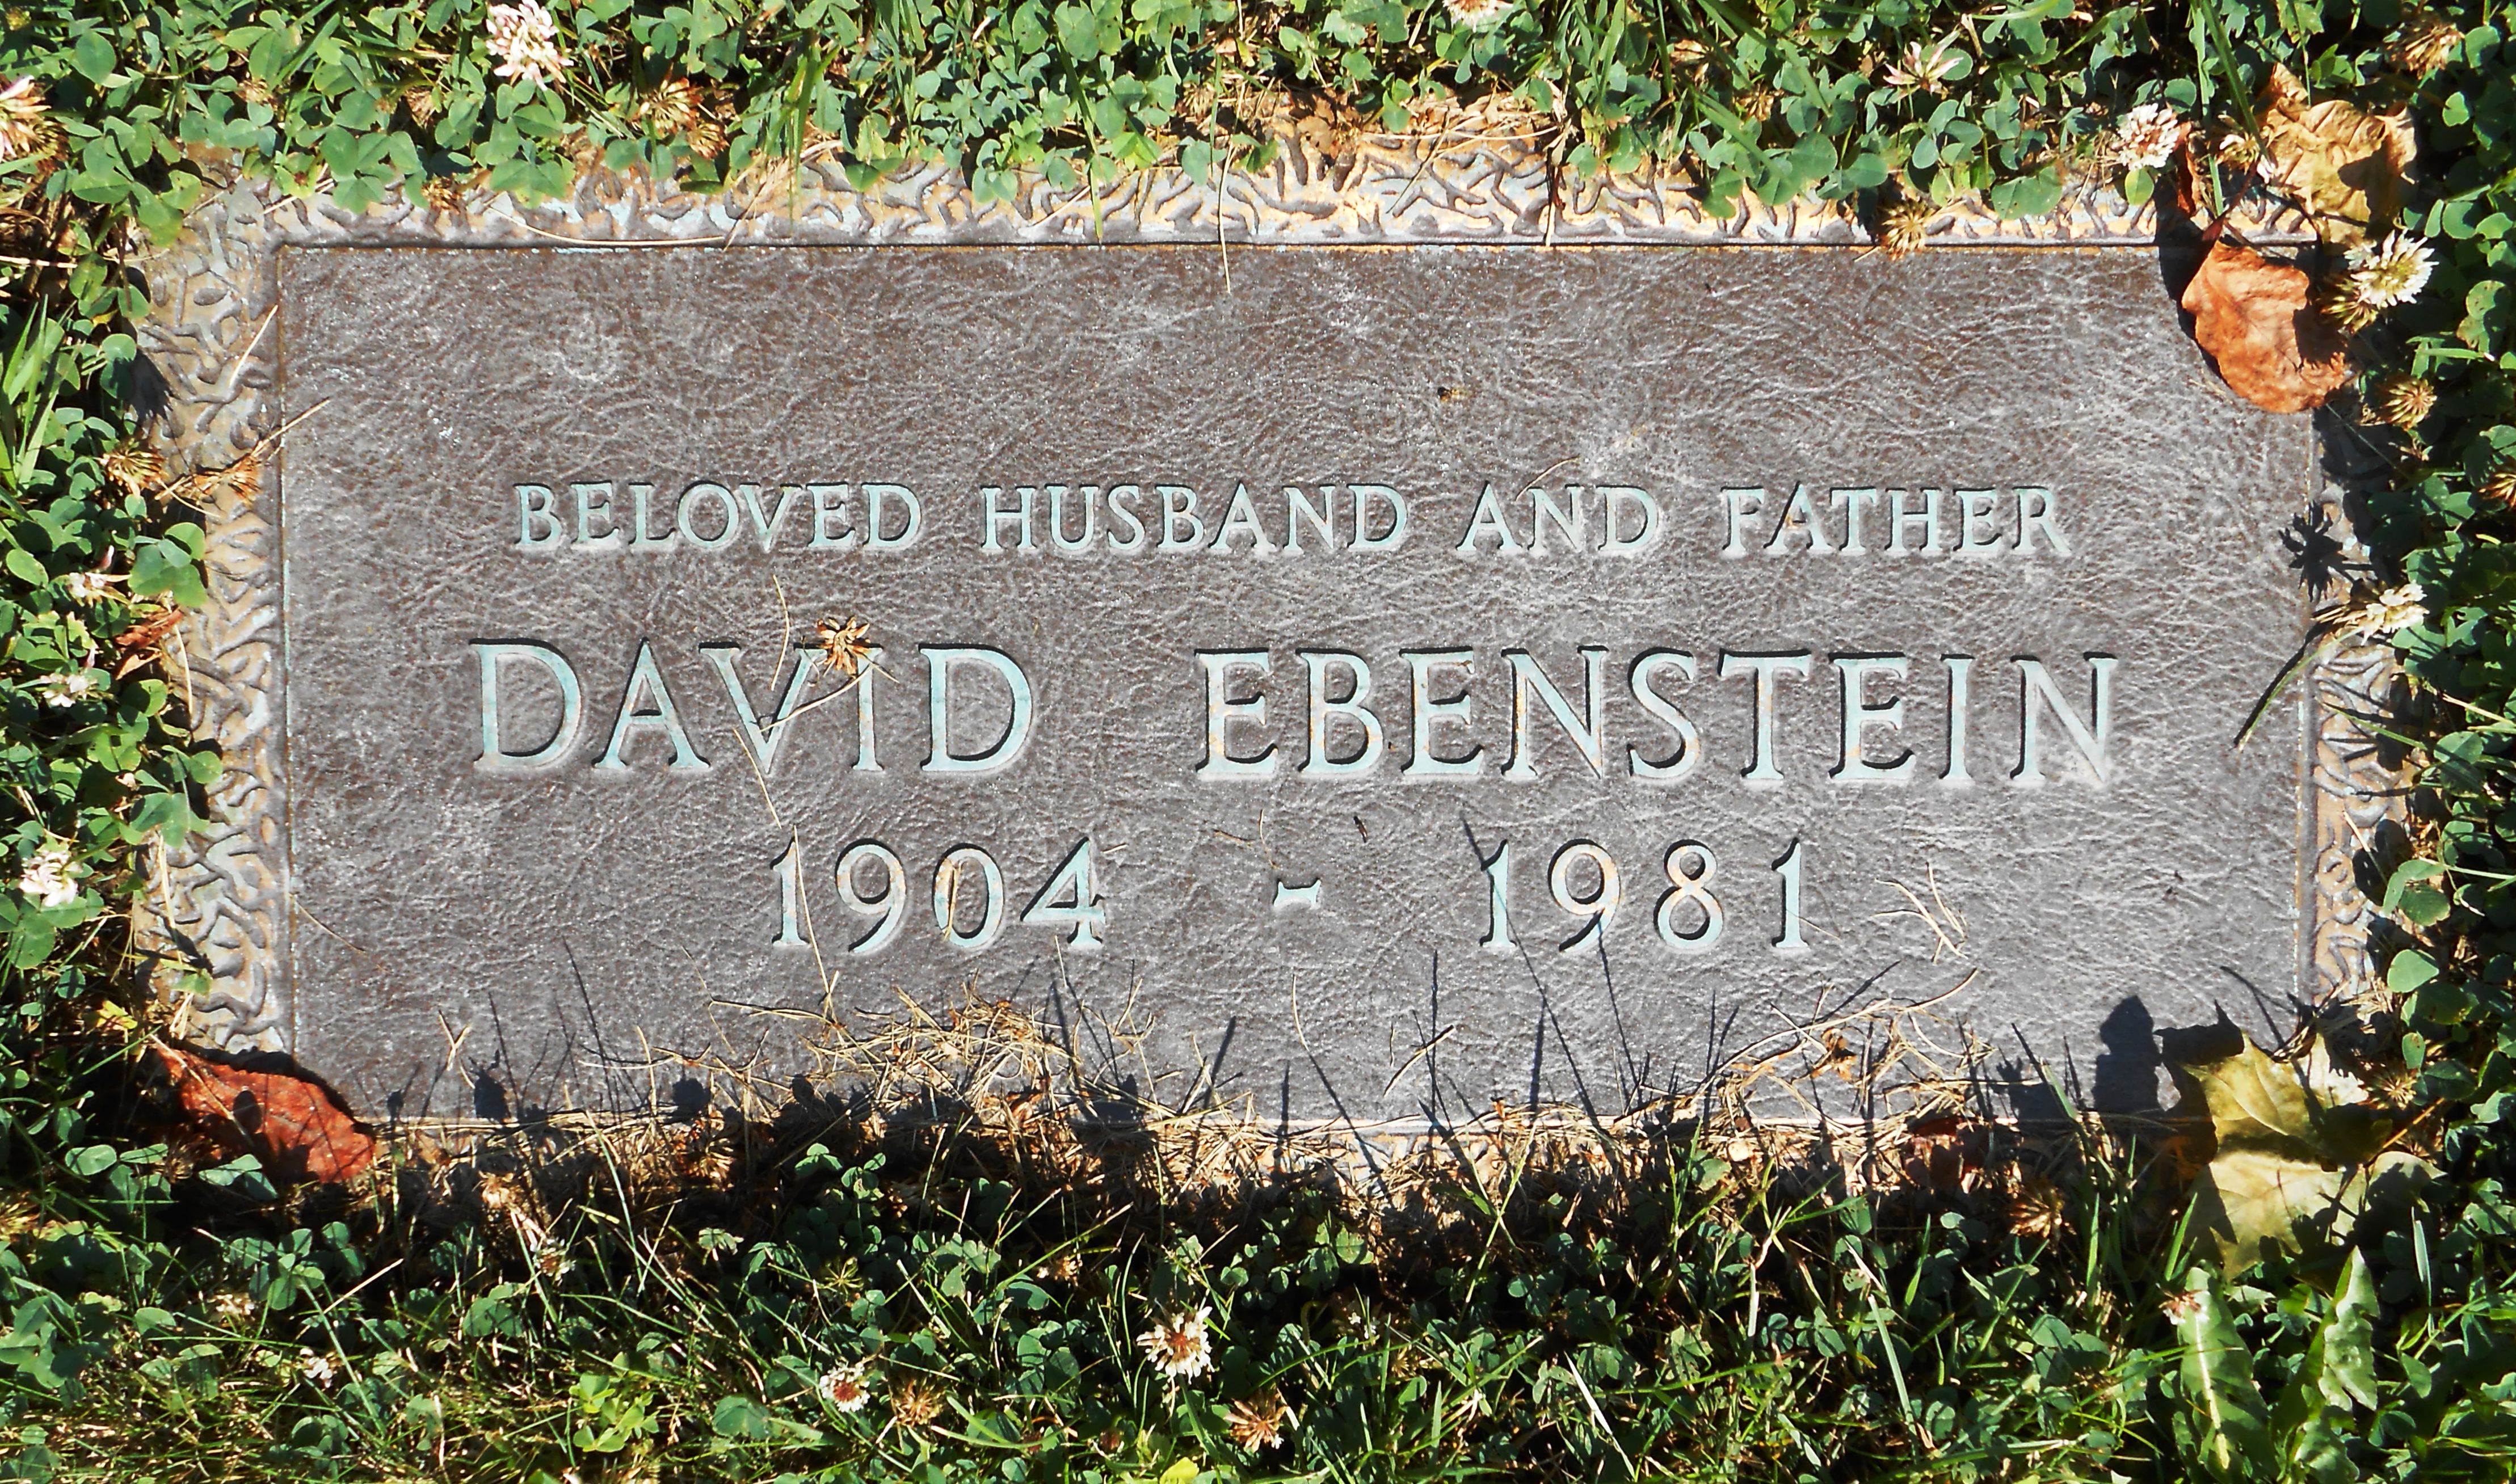 BELOVED HUSBAND AND FATHER
DAVID EBENSTEIN
1904 - 1981